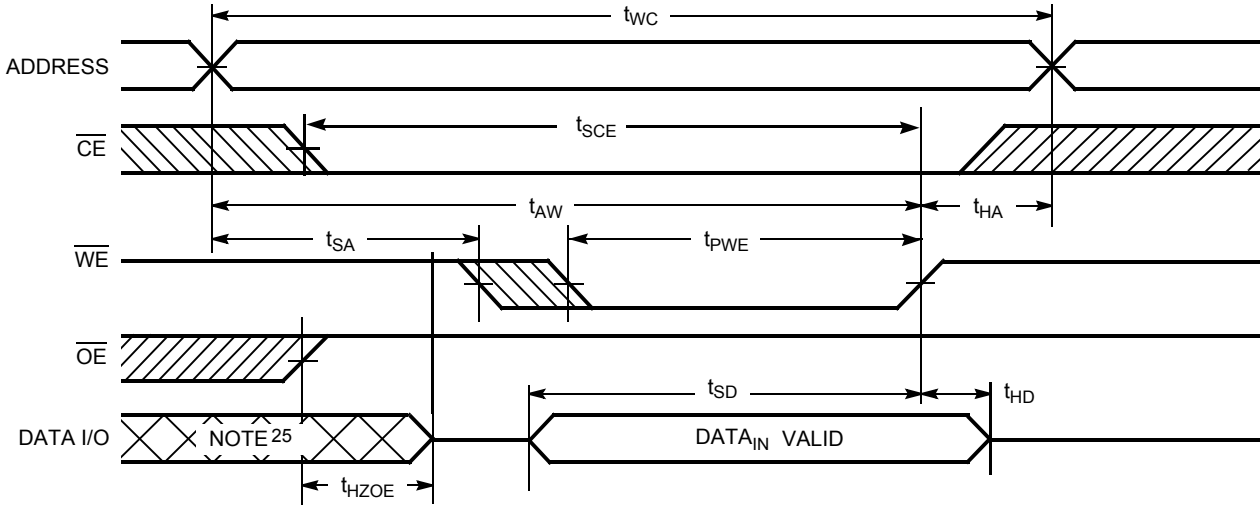 tWC
ADDRESS
CE
tSCE
tAW
tHA
tSA
tPWE
WE
OE
tSD
tHD
DATA I/O
NOTE 25
DATAIN VALID
tHZOE